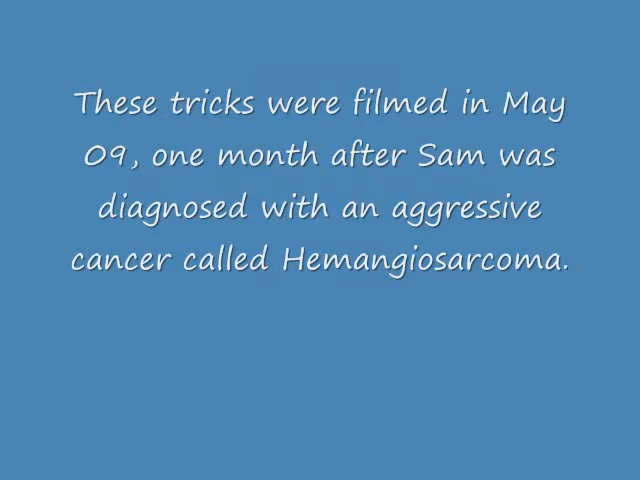 These tricks were filmed in May
09, one month after Sam was
diagnosed with an aggressive
cancer called Hemangiosarcoma.